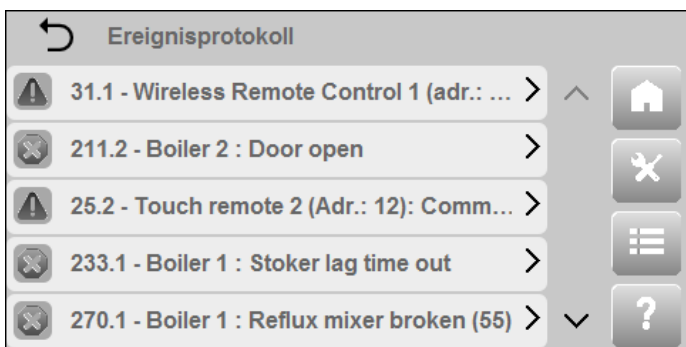 Ereignisprotokoll
31.1 - Wireless Remote Control 1 (adr.: ...
211.2 - Boiler 2 : Door open
25.2 - Touch remote 2 (Adr.: 12): Comm...
233.1 - Boiler 1 : Stoker lag time out
270.1 - Boiler 1 : Reflux mixer broken (55)
?